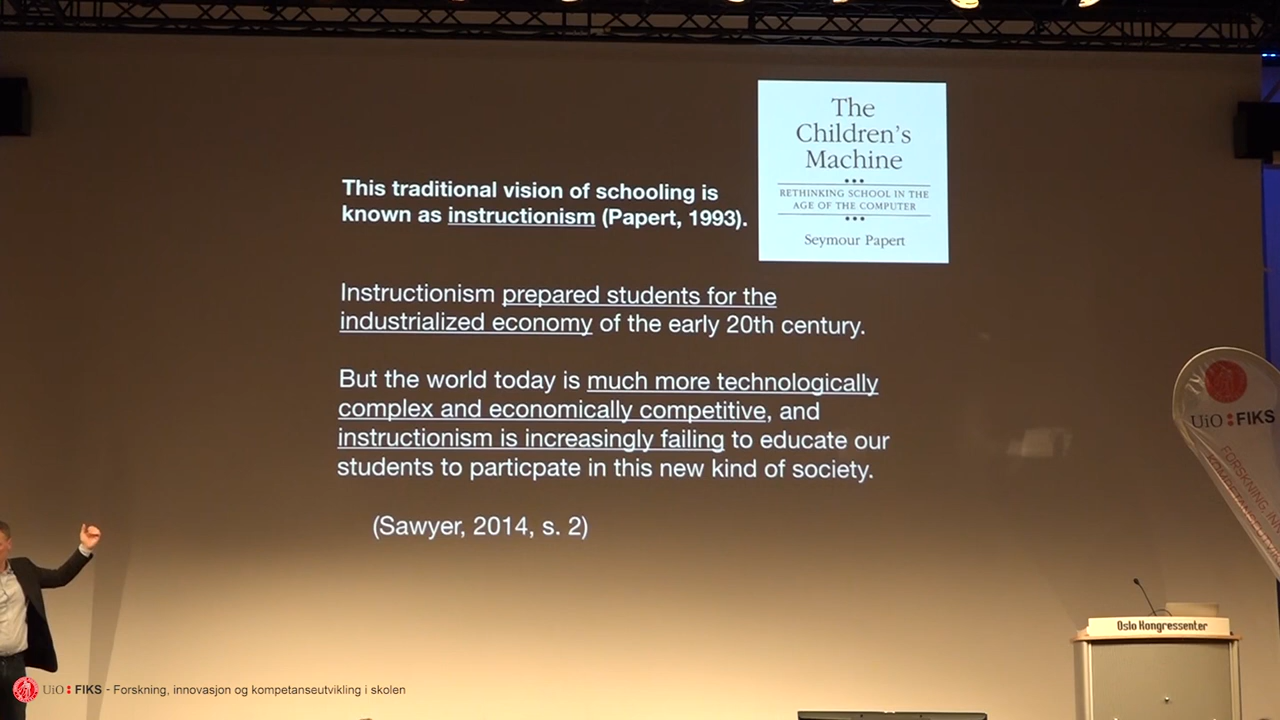 The
Children's
Machine
RETHINKING SCHOOL IN THE
AGE OF THE COMPUTER
Seymour Papert
This traditional vision of schooling is
known as instructionism (Papert, 1993).
Instructionism prepared students for the
industrialized economy of the early 20th century.
But the world today is much more technologically
complex and economically competitive, and
instructionism is increasingly failing to educate our
students to particpate in this new kind of society.
(Sawyer, 2014, s. 2)
UiO:FIKS
FORSKNING, INN
KOMPETANSEUTVIK
Oslo Kongressenter
UiO:FIKS - Forskning, innovasjon og kompetanseutvikling i skolen